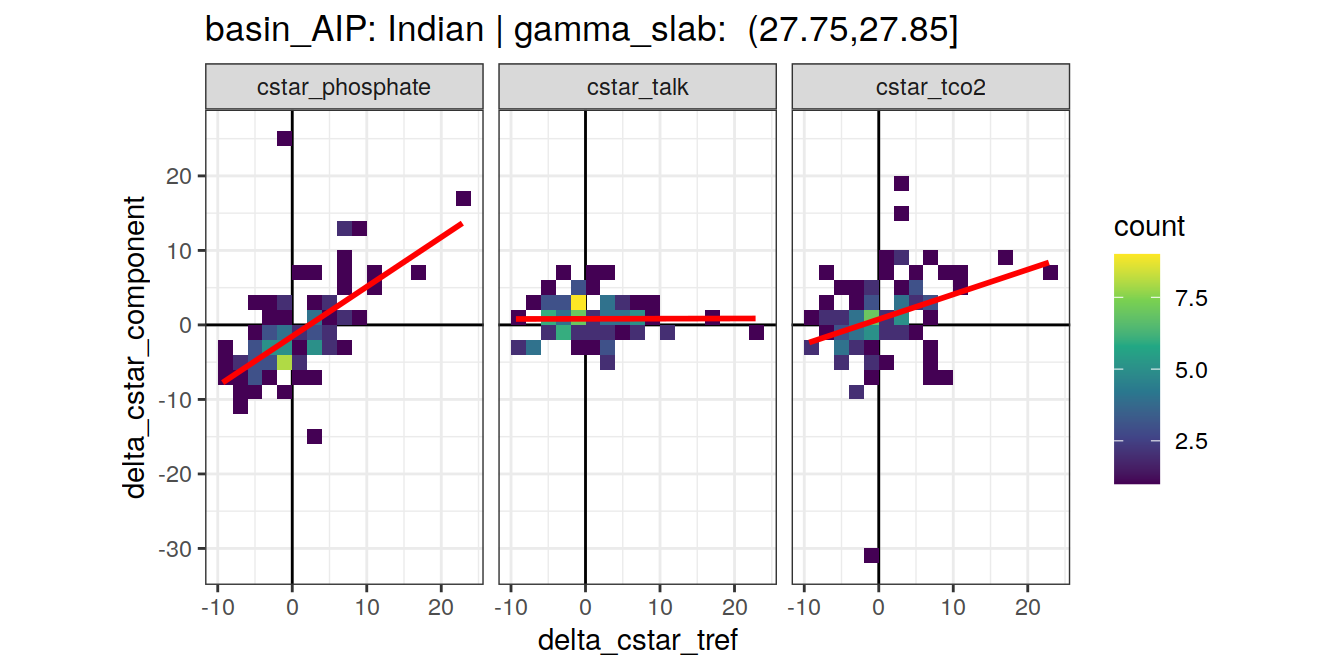 basin_AIP: Indian | gamma_slab:  (27.75,27.85]
cstar_phosphate
cstar_talk
cstar_tco2
delta_cstar_component
20
10
0
-10
-20
-30
-10 0 10 20
-10 0 10 20
-10 0 10 20
delta_cstar_tref
count
7.5
5.0
2.5